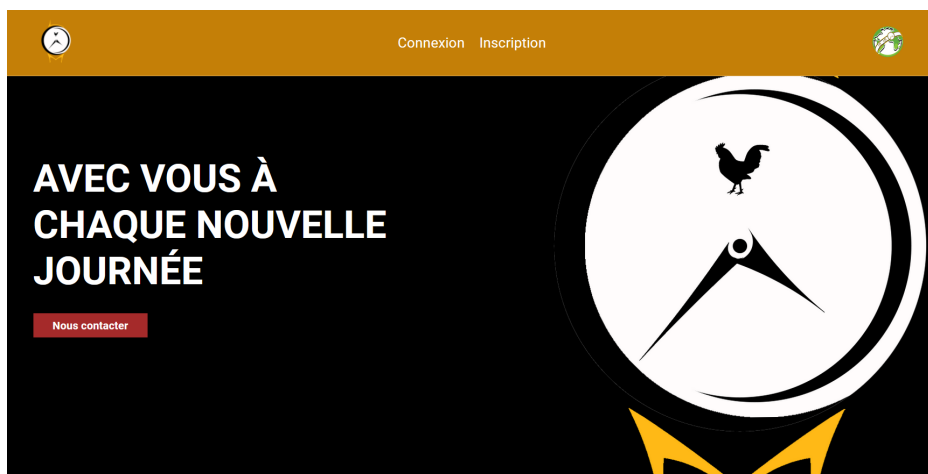 Connexion Inscription
AVEC VOUS À
CHAQUE NOUVELLE
JOURNÉE
Nous contacter